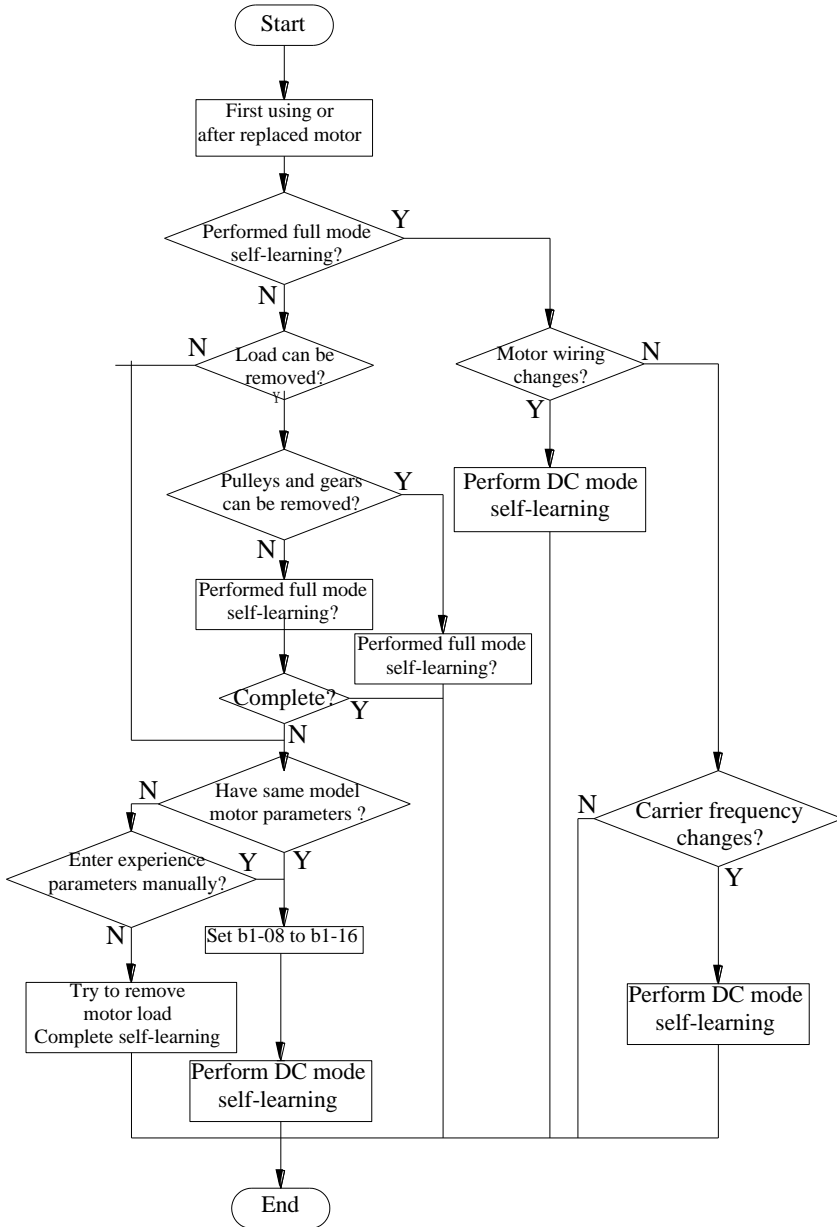 Start
First using or
after replaced motor
Y
Performed full mode
self-learning?
N
N
Load can be
removed?
Y
Motor wiring
changes?
N
Y
Pulleys and gears
can be removed?
Y
Perform DC mode
self-learning
N
Performed full mode
self-learning?
Performed full mode
self-learning?
Complete?
Y
N
Have same model
motor parameters ?
N
N
Carrier frequency
changes?
Enter experience
parameters manually?
Y
Y
Y
N
Set b1-08 to b1-16
Try to remove
motor load
Complete self-learning
Perform DC mode
self-learning
Perform DC mode
self-learning
End